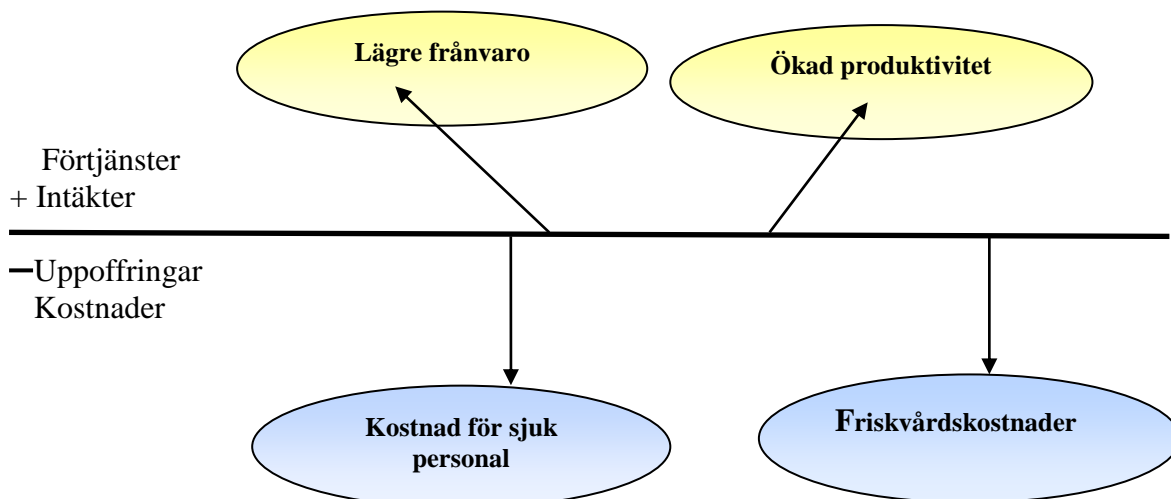 Lägre frånvaro
Ökad produktivitet
Förtjänster
+ Intäkter
–Uppoffringar
Kostnader
Kostnad för sjuk
personal
Friskvårdskostnader